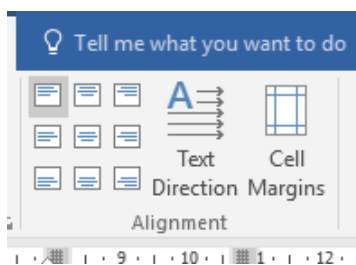 Tell me what you want to do
A
Text Direction
Cell Margins
Alignment
9 · 10 · 1 · 12